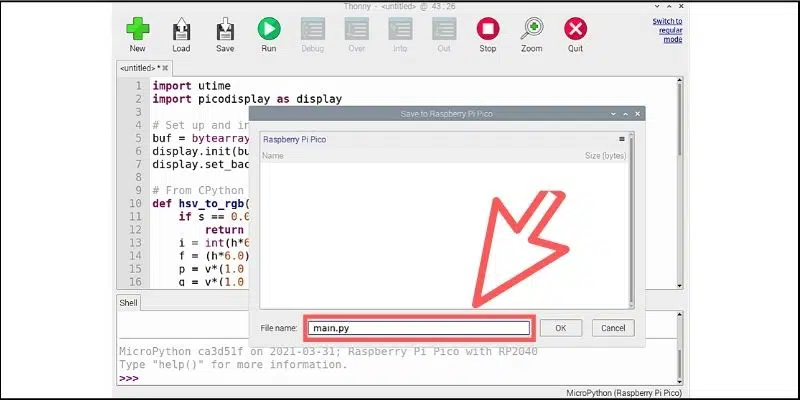 Thonny - <untitled> @ 43:26
Switch to
regular
mode
New Load Save Run Debug Over Into Out Stop Zoom Quit
<untitled> *
1 import utime
2 import picodisplay as display
3
4 # Set up and in
5 buf = bytearray
6 display.init(bu
7 display.set_bac
8
9 # From CPython
10 def hsv_to_rgb(
11 if s == 0.0
12 return
13 i = int(h*6
14 f = (h*6.0)
15 p = v*(1.0
16 q = v*(1.0
Save to Raspberry Pi Pico
Raspberry Pi Pico
Name Size (bytes)
File name: main.py OK Cancel
Shell
MicroPython ca3d51f on 2021-03-31; Raspberry Pi Pico with RP2040
Type "help()" for more information.
>>>
MicroPython (Raspberry Pi Pico)